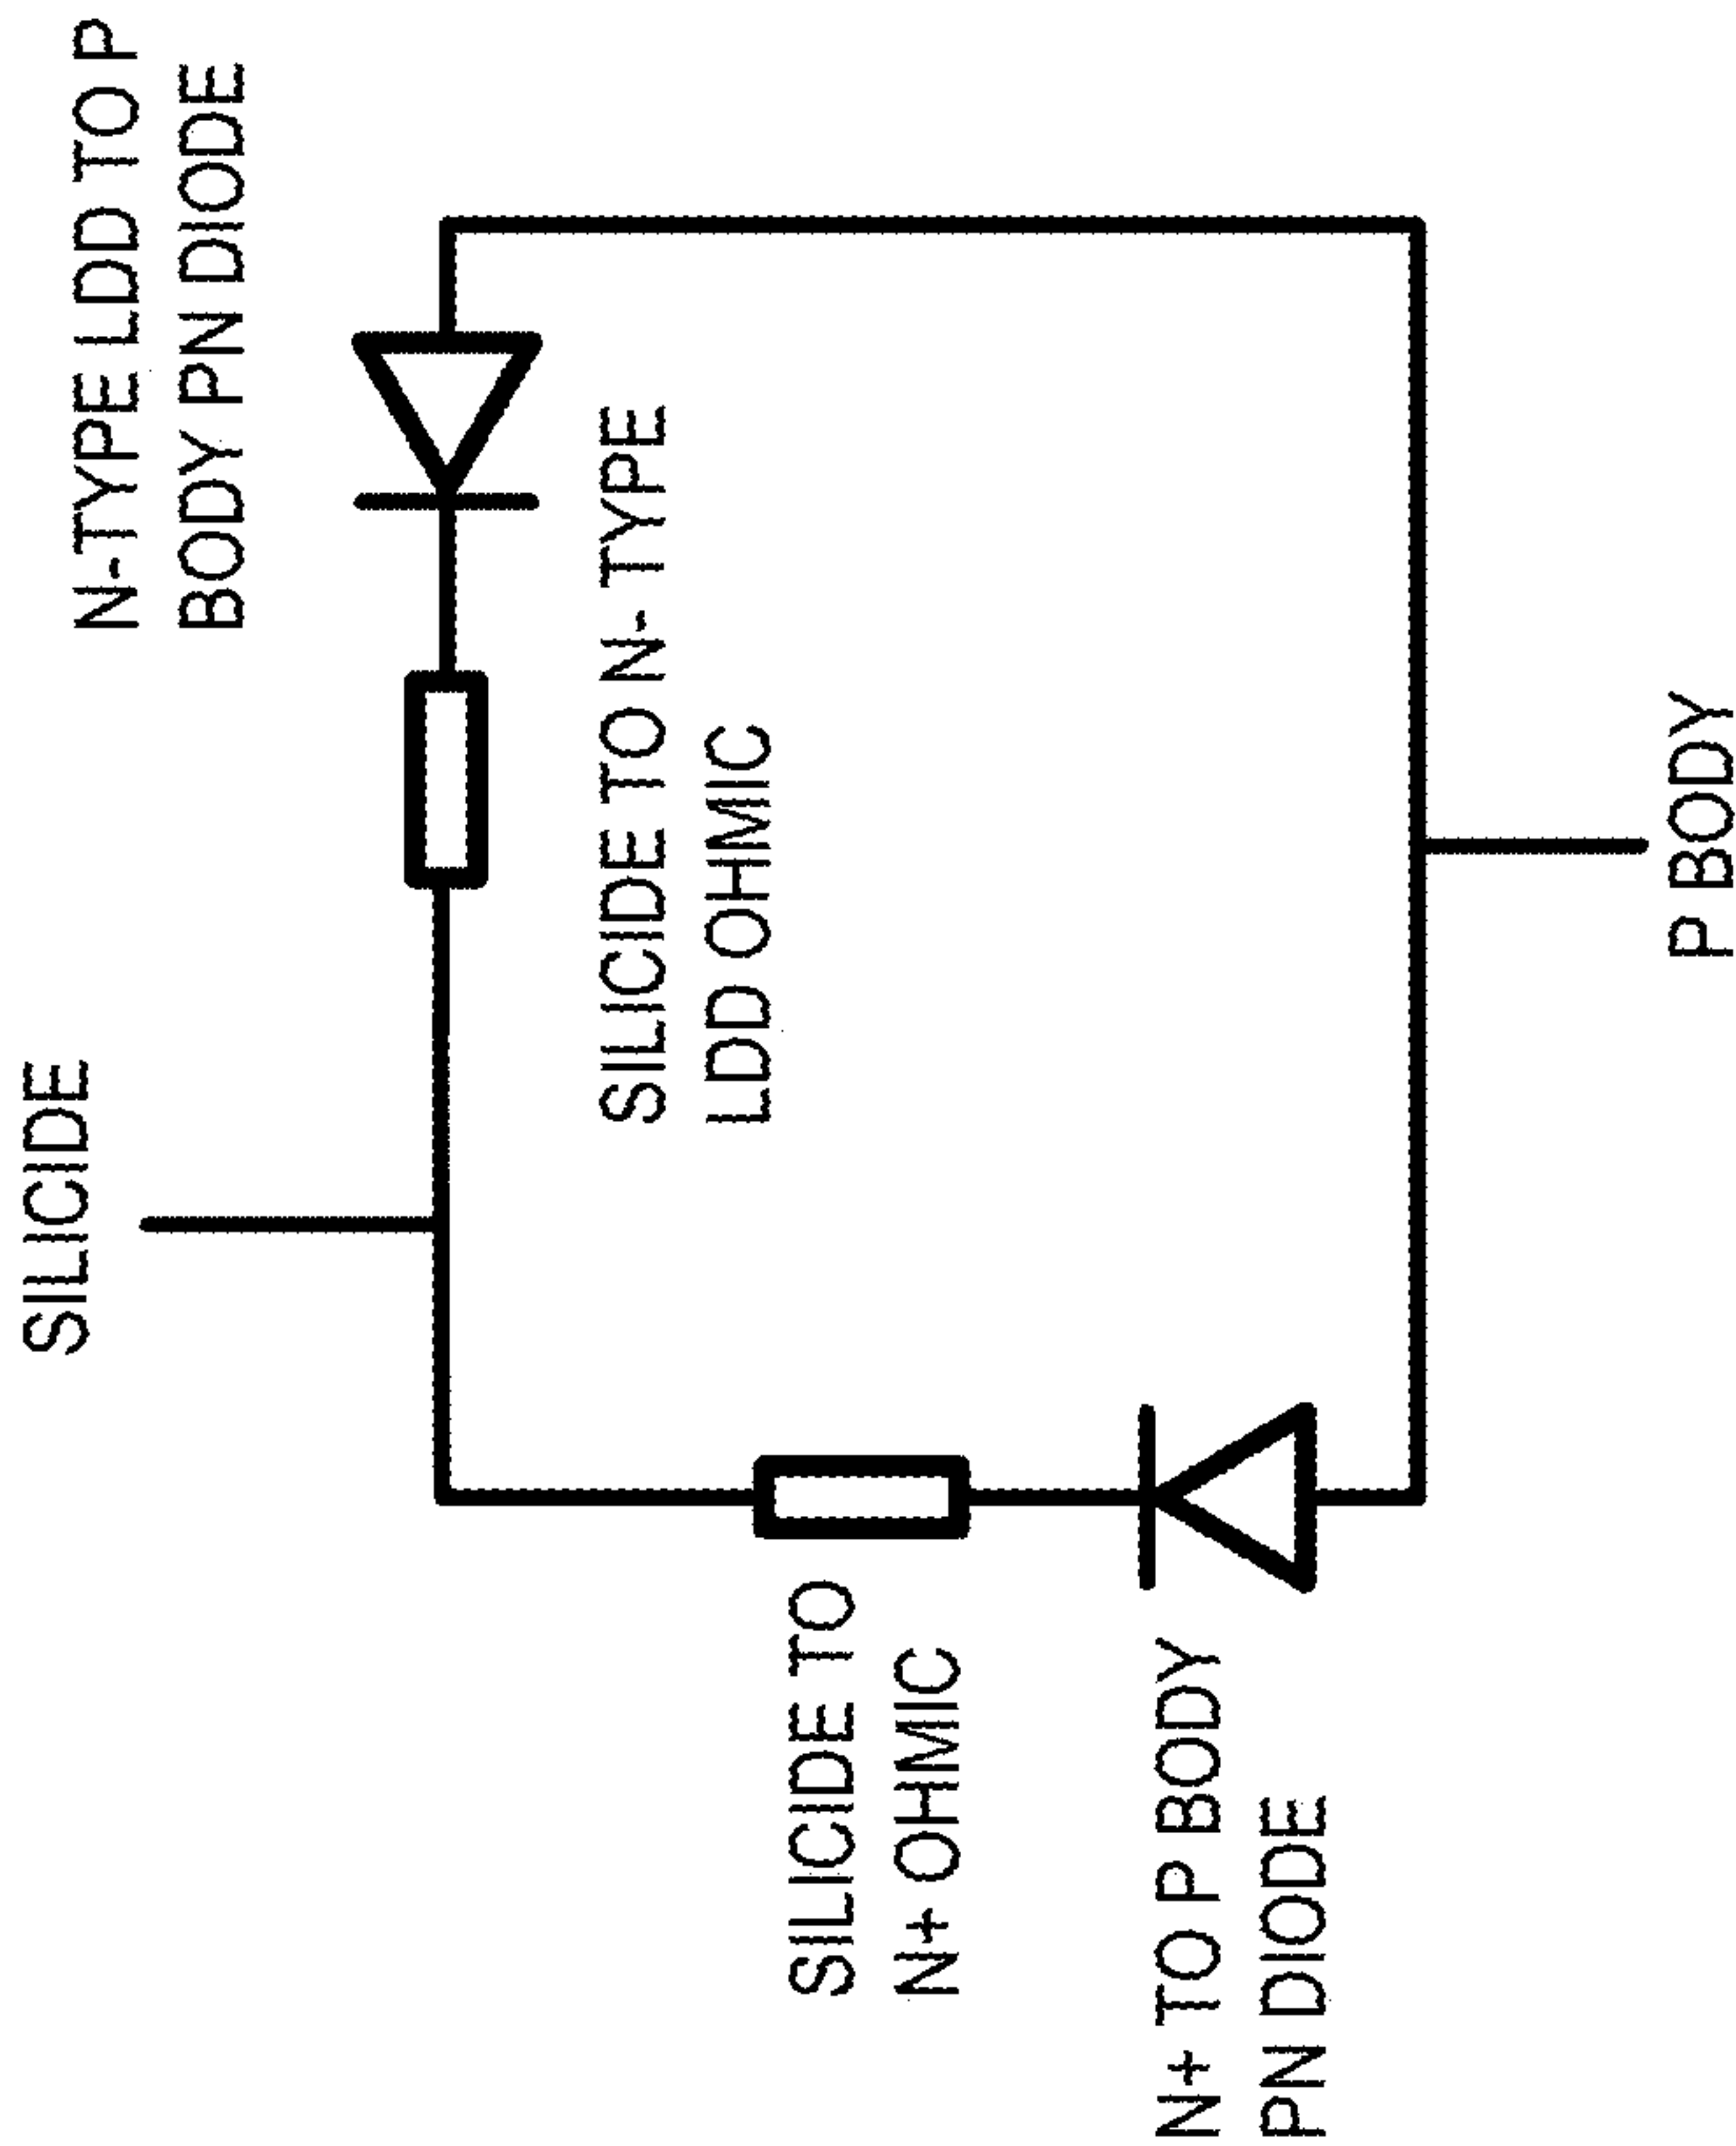 SILICIDE
N-TYPE LDD TO P
BODY PN DIODE
SILICIDE TO N- TYPE
LDD OHMIC
SILICIDE TO
N+ OHMIC
N+ TO P BODY
PN DIODE
P BODY